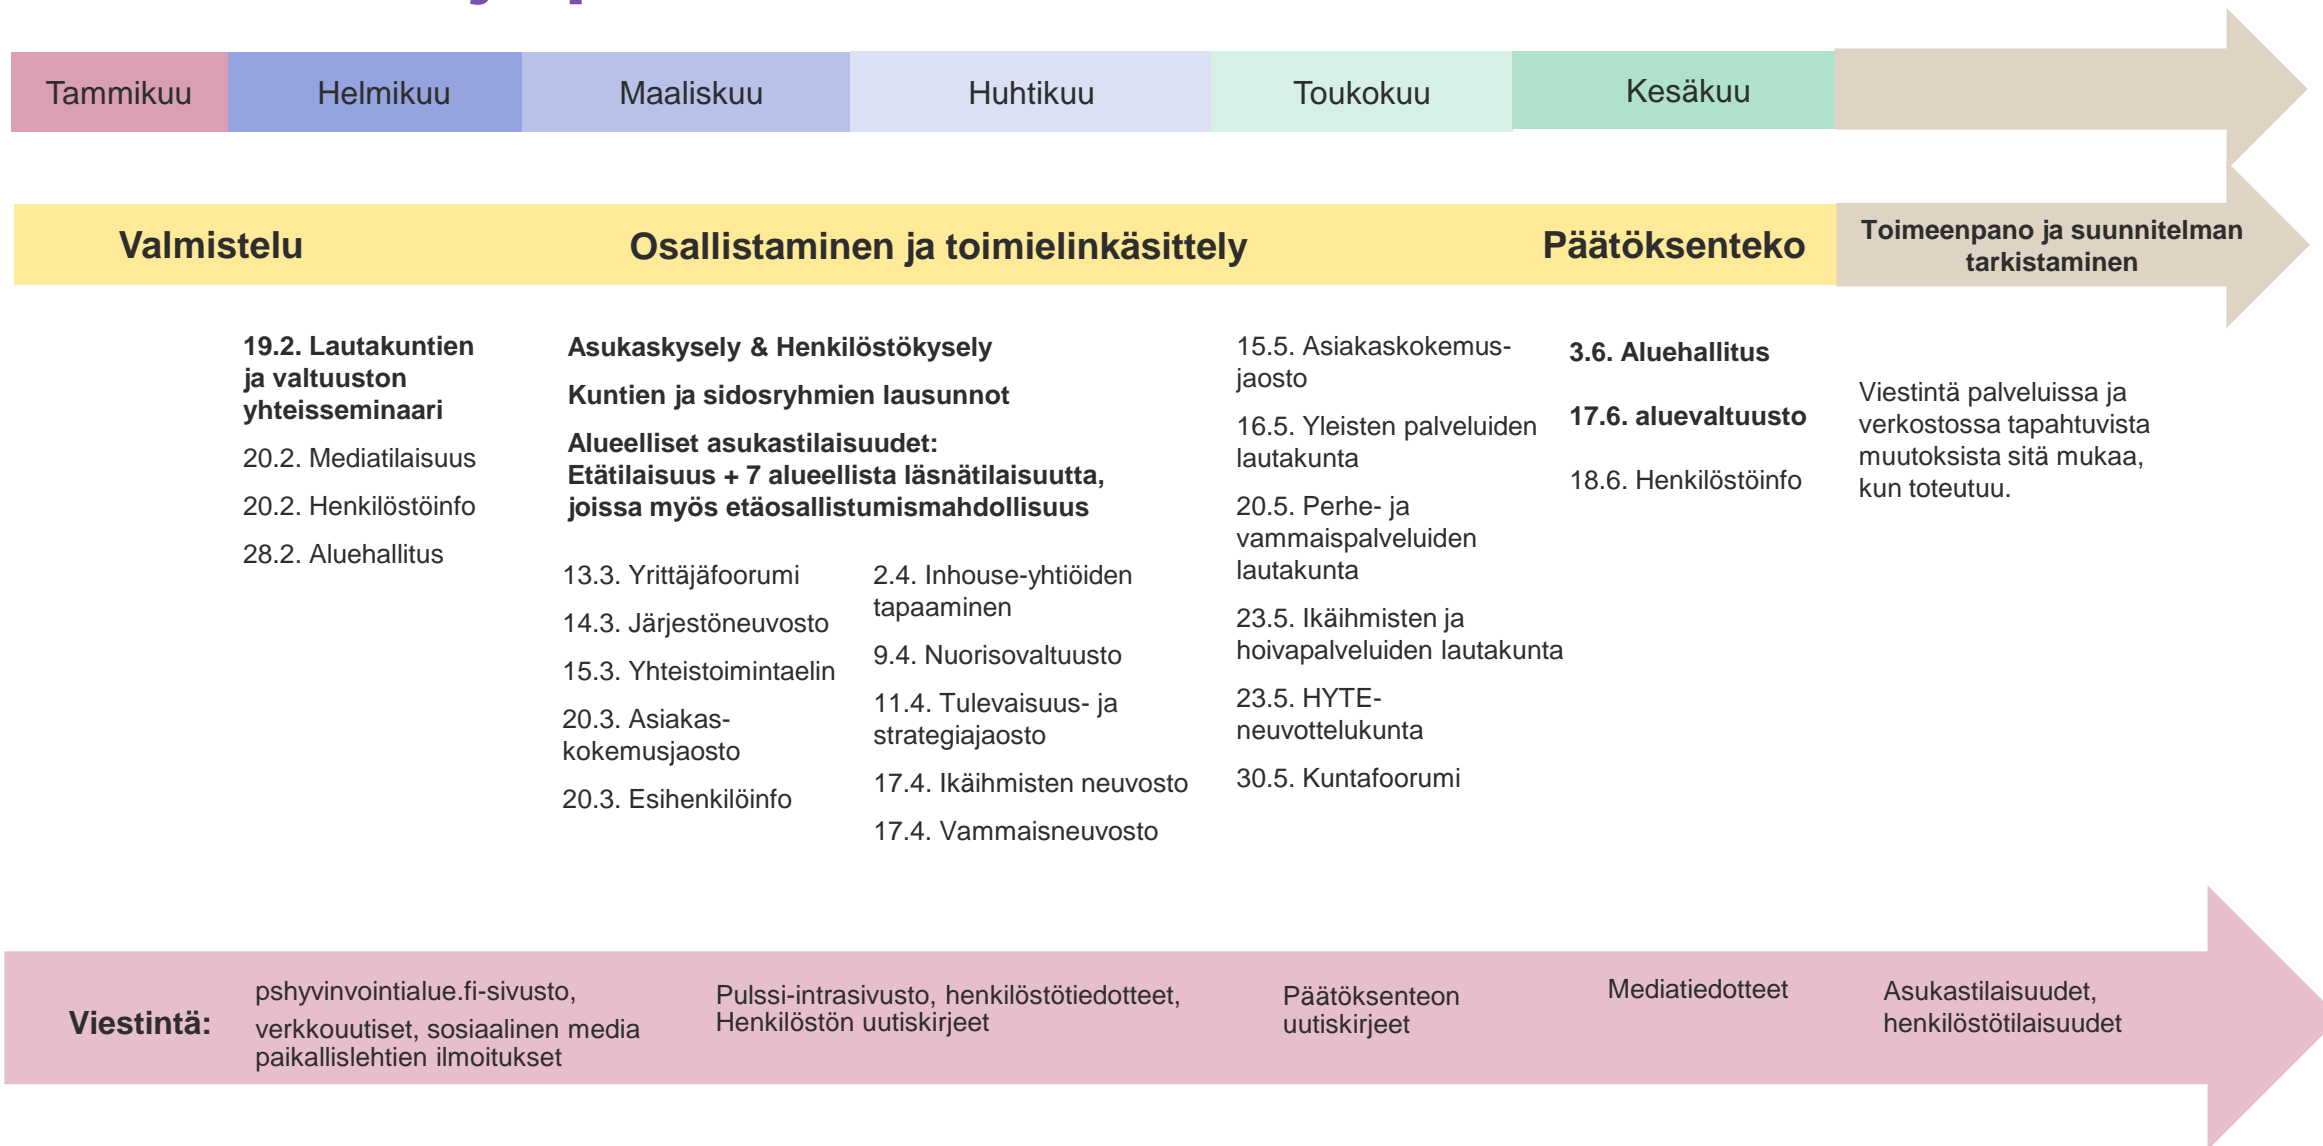 Tammikuu
Helmikuu
Maaliskuu
Huhtikuu
Toukokuu
Kesäkuu
Valmistelu
Osallistaminen ja toimielinkäsittely
Päätöksenteko
Toimeenpano ja suunnitelman
tarkistaminen
19.2. Lautakuntien
ja valtuuston
yhteisseminaari
20.2. Mediatilaisuus
20.2. Henkilöstöinfo
28.2. Aluehallitus
Asukaskysely & Henkilöstökysely
Kuntien ja sidosryhmien lausunnot
Alueelliset asukastilaisuudet:
Etätilaisuus + 7 alueellista läsnätilaisuutta,
joissa myös etäosallistumismahdollisuus
13.3. Yrittäjäfoorumi
14.3. Järjestöneuvosto
15.3. Yhteistoimintaelin
20.3. Asiakas-
kokemusjaosto
20.3. Esihenkilöinfo
2.4. Inhouse-yhtiöiden
tapaaminen
9.4. Nuorisovaltuusto
11.4. Tulevaisuus- ja
strategiajaosto
17.4. Ikäihmisten neuvosto
17.4. Vammaisneuvosto
15.5. Asiakaskokemus-
jaosto
16.5. Yleisten palveluiden
lautakunta
20.5. Perhe- ja
vammaispalveluiden
lautakunta
23.5. Ikäihmisten ja
hoivapalveluiden lautakunta
23.5. HYTE-
neuvottelukunta
30.5. Kuntafoorumi
3.6. Aluehallitus
17.6. aluevaltuusto
18.6. Henkilöstöinfo
Viestintä palveluissa ja
verkostossa tapahtuvista
muutoksista sitä mukaa,
kun toteutuu.
Viestintä:
pshyvinvointialue.fi-sivusto,
verkkouutiset, sosiaalinen media
paikallislehtien ilmoitukset
Pulssi-intrasivusto, henkilöstötiedotteet,
Henkilöstön uutiskirjeet
Päätöksenteon
uutiskirjeet
Mediatiedotteet
Asukastilaisuudet,
henkilöstötilaisuudet